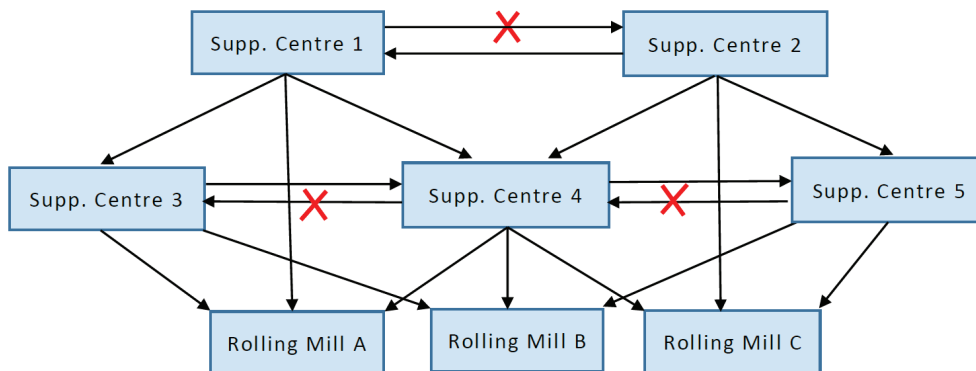 Supp. Centre 1
Supp. Centre 2
Supp. Centre 3
Supp. Centre 4
Supp. Centre 5
Rolling Mill A
Rolling Mill B
Rolling Mill C